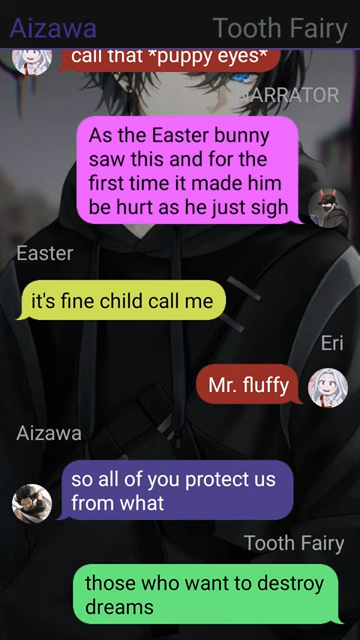 Aizawa
Tooth Fairy
call that *puppy eyes*
NARRATOR
As the Easter bunny
saw this and for the
first time it made him
be hurt as he just sigh
Easter
it's fine child call me
Eri
Mr. fluffy
Aizawa
so all of you protect us
from what
Tooth Fairy
those who want to destroy
dreams